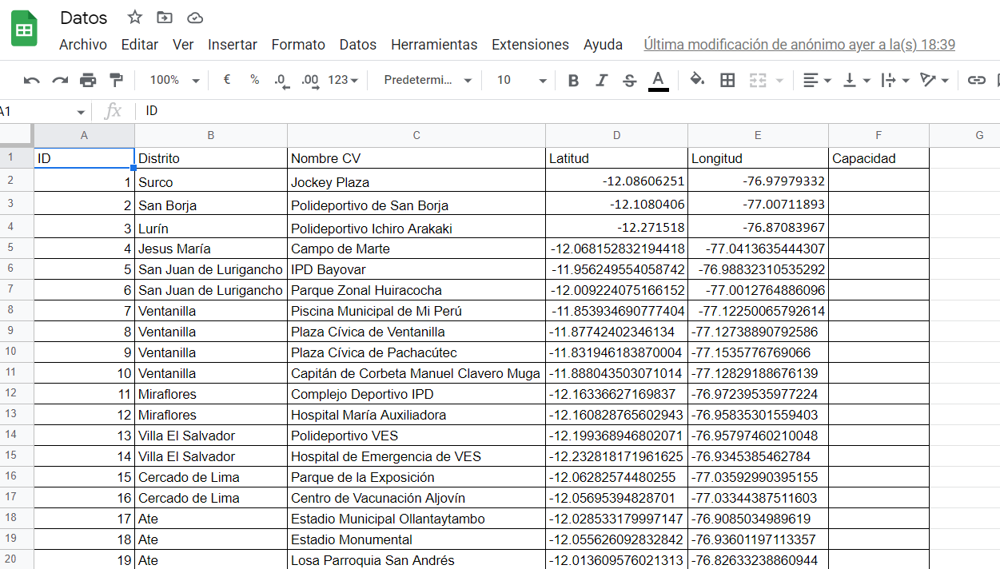 Datos
Archivo Editar Ver Insertar Formato Datos Herramientas Extensiones Ayuda Última modificación de anónimo ayer a la(s) 18:39
100% € % .0 .00 123 Predetermi... 10 B I S A
A1 fx ID
A B C D E F G
1 ID Distrito Nombre CV Latitud Longitud Capacidad
2 1 Surco Jockey Plaza -12.08606251 -76.97979332
3 2 San Borja Polideportivo de San Borja -12.1080406 -77.00711893
4 3 Lurín Polideportivo Ichiro Arakaki -12.271518 -76.87083967
5 4 Jesus María Campo de Marte -12.068152832194418 -77.0413635444307
6 5 San Juan de Lurigancho IPD Bayovar -11.956249554058742 -76.98832310535292
7 6 San Juan de Lurigancho Parque Zonal Huiracocha -12.009224075166152 -77.0012764886096
8 7 Ventanilla Piscina Municipal de Mi Perú -11.853934690777404 -77.12250065792614
9 8 Ventanilla Plaza Cívica de Ventanilla -11.87742402346134 -77.12738890792586
10 9 Ventanilla Plaza Cívica de Pachacútec -11.831946183870004 -77.1535776769066
11 10 Ventanilla Capitán de Corbeta Manuel Clavero Muga -11.888043503071014 -77.12829188676139
12 11 Miraflores Complejo Deportivo IPD -12.16336627169837 -76.97239535977224
13 12 Miraflores Hospital María Auxiliadora -12.160828765602943 -76.95835301559403
14 13 Villa El Salvador Polideportivo VES -12.199368946802071 -76.95797460210048
15 14 Villa El Salvador Hospital de Emergencia de VES -12.232818171961625 -76.9345385462784
16 15 Cercado de Lima Parque de la Exposición -12.06282574480255 -77.03592990395155
17 16 Cercado de Lima Centro de Vacunación Aljovín -12.05695394828701 -77.03344387511603
18 17 Ate Estadio Municipal Ollantaytambo -12.028533179997147 -76.9085034989619
19 18 Ate Estadio Monumental -12.055626092832842 -76.93601197113357
20 19 Ate Losa Parroquia San Andrés -12.013609576021313 -76.82633238860944